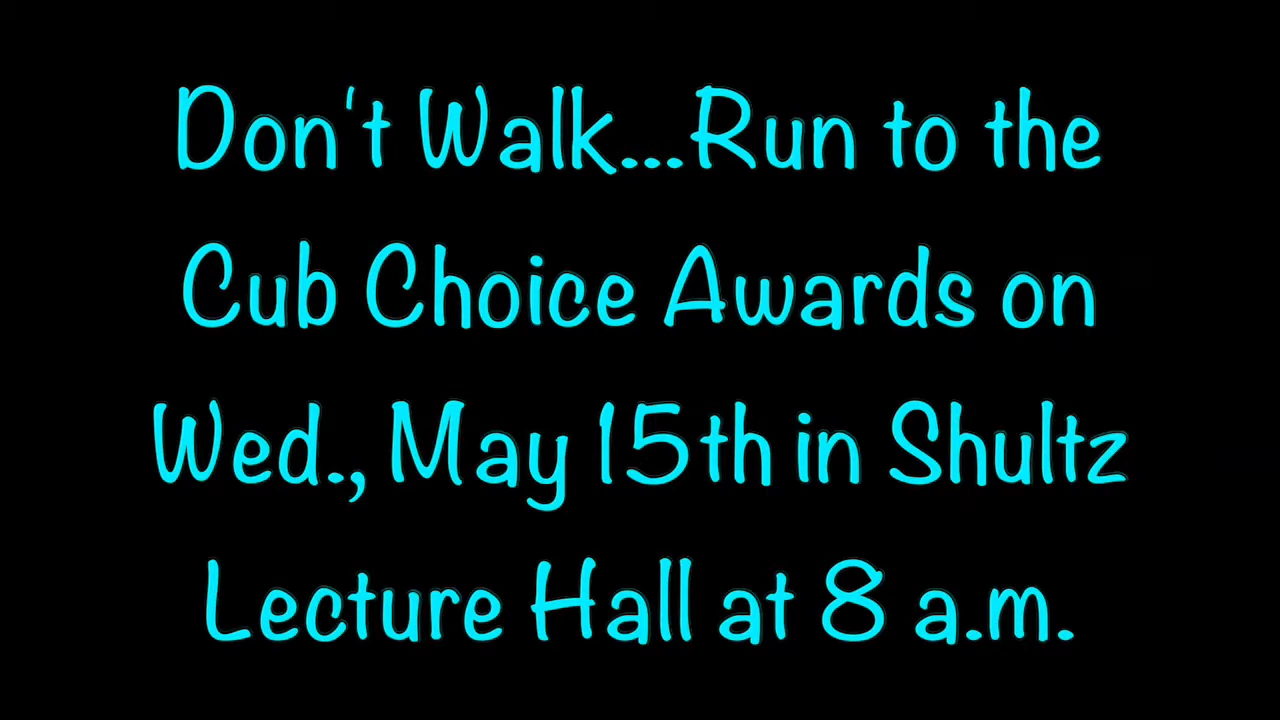 Don't Walk...Run to the
Cub Choice Awards on
Wed., May 15th in Shultz
Lecture Hall at 8 a.m.